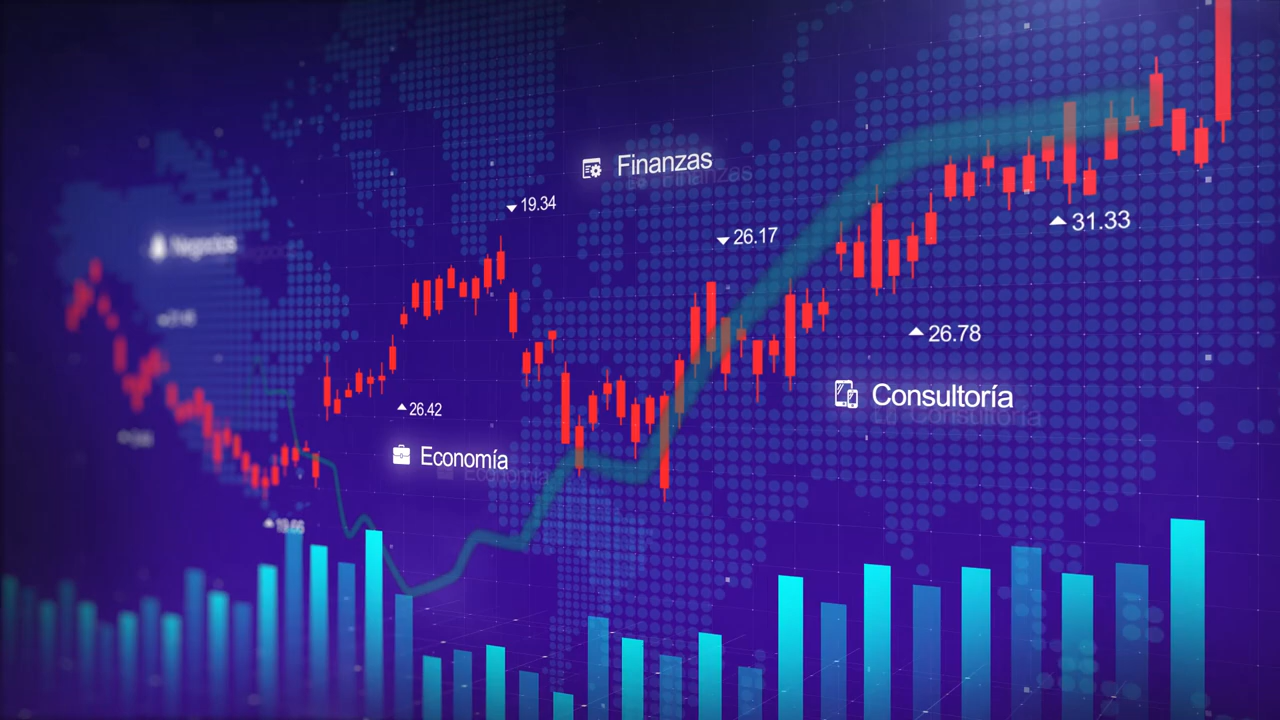 Finanzas
19.34
26.17
Negocios
31.33
26.78
Consultoría
26.42
Economía
19.66